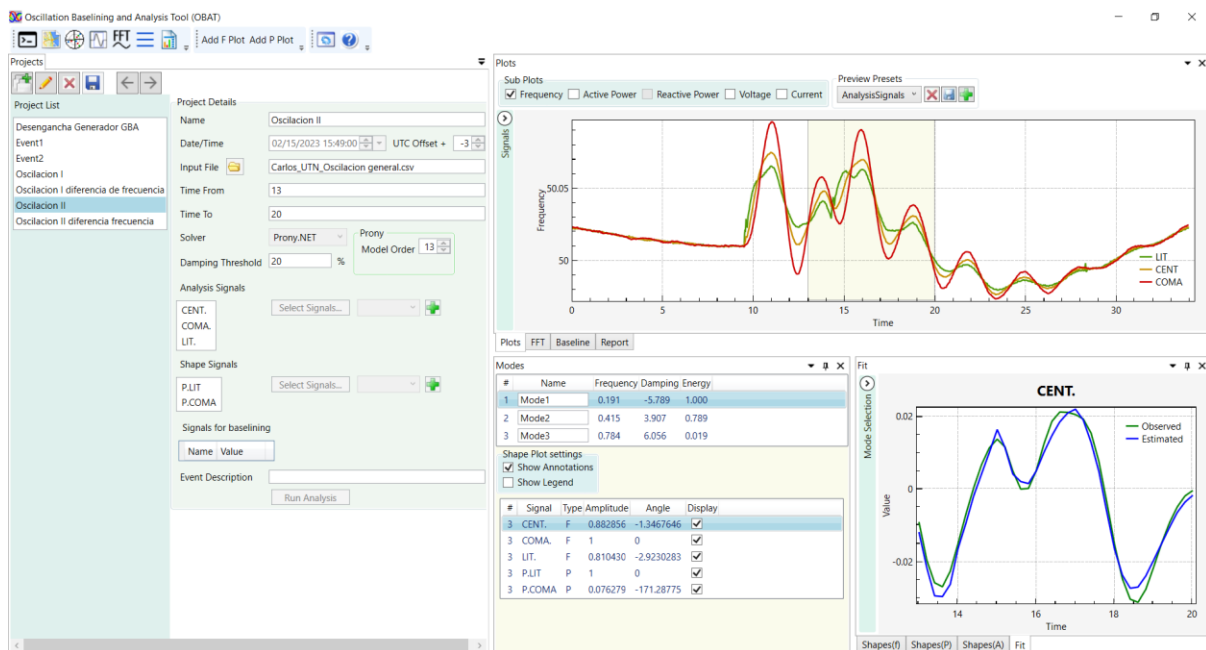 Oscillation Baselining and Analysis Tool (OBAT)
FFT Add F Plot Add P Plot
Projects
Project List
Desengancha Generador GBA
Event1
Event2
Oscilacion I
Oscilacion I diferencia de frecuencia
Oscilacion II
Oscilacion II diferencia frecuencia
Project Details
Name Oscilacion II
Date/Time 02/15/2023 15:49:00 UTC Offset + -3
Input File Carlos_UTN_Oscilacion general.csv
Time From 13
Time To 20
Solver Prony.NET
Prony
Model Order 13
Damping Threshold 20 %
Analysis Signals
CENT.
COMA.
LIT.
Select Signals...
Shape Signals
P.LIT
P.COMA
Select Signals...
Signals for baselining
Name Value
Event Description
Run Analysis
Plots
Sub Plots
Frequency Active Power Reactive Power Voltage Current
Preview Presets
AnalysisSignals
Signals
Frequency
50.05
50
0 5 10 15 20 25 30
Time
LIT
CENT
COMA
Plots FFT Baseline Report
Modes
# Name Frequency Damping Energy
1 Mode1 0.191 -5.789 1.000
2 Mode2 0.415 3.907 0.789
3 Mode3 0.784 6.056 0.019
Shape Plot settings
Show Annotations
Show Legend
# Signal Type Amplitude Angle Display
3 CENT. F 0.882856 -1.3467646
3 COMA. F 1 0
3 LIT. F 0.810430 -2.9230283
3 P.LIT P 1 0
3 P.COMA P 0.076279 -171.28775
Fit
Mode Selection
CENT.
Observed
Estimated
Value
0.02
0
-0.02
14 16 18 20
Time
Shapes(f) Shapes(P) Shapes(A) Fit